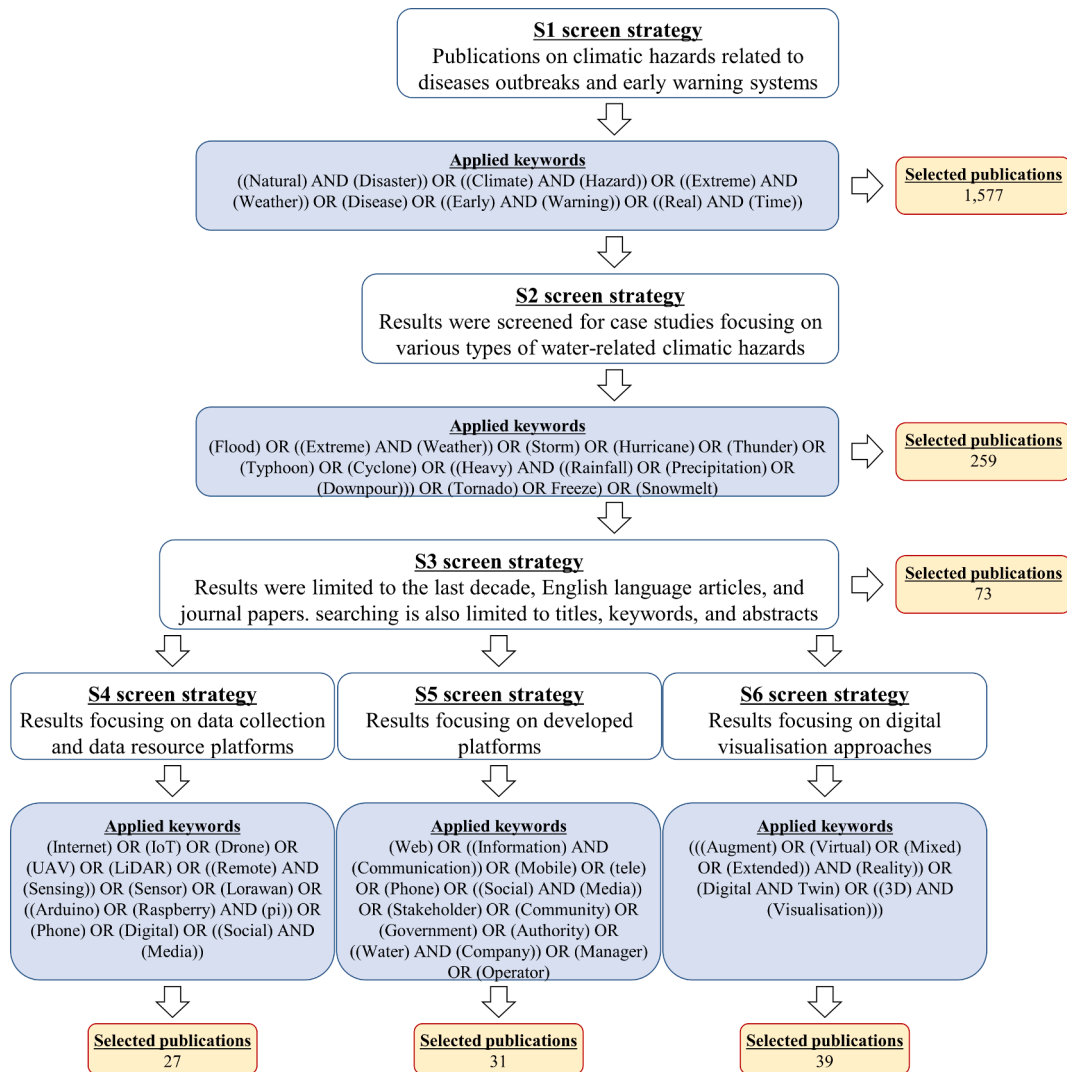 S1 screen strategy
Publications on climatic hazards related to
diseases outbreaks and early warning systems
Applied keywords
((Natural) AND (Disaster)) OR ((Climate) AND (Hazard)) OR ((Extreme) AND
(Weather)) OR (Disease) OR ((Early) AND (Warning)) OR ((Real) AND (Time))
Selected publications
1,577
S2 screen strategy
Results were screened for case studies focusing on
various types of water-related climatic hazards
Applied keywords
(Flood) OR ((Extreme) AND (Weather)) OR (Storm) OR (Hurricane) OR (Thunder) OR
(Typhoon) OR (Cyclone) OR ((Heavy) AND ((Rainfall) OR (Precipitation) OR
(Downpour))) OR (Tornado) OR Freeze) OR (Snowmelt)
Selected publications
259
S3 screen strategy
Results were limited to the last decade, English language articles, and
journal papers. searching is also limited to titles, keywords, and abstracts
Selected publications
73
S4 screen strategy
Results focusing on data collection
and data resource platforms
S5 screen strategy
Results focusing on developed
platforms
S6 screen strategy
Results focusing on digital
visualisation approaches
Applied keywords
(Internet) OR (IoT) OR (Drone) OR
(UAV) OR (LiDAR) OR ((Remote) AND
(Sensing)) OR (Sensor) OR (Lorawan) OR
((Arduino) OR (Raspberry) AND (pi)) OR
(Phone) OR (Digital) OR ((Social) AND
(Media))
Applied keywords
(Web) OR ((Information) AND
(Communication)) OR (Mobile) OR (tele)
OR (Phone) OR ((Social) AND (Media))
OR (Stakeholder) OR (Community) OR
(Government) OR (Authority) OR
((Water) AND (Company)) OR (Manager)
OR (Operator)
Applied keywords
(((Augment) OR (Virtual) OR (Mixed)
OR (Extended)) AND (Reality)) OR
(Digital AND Twin) OR ((3D) AND
(Visualisation)))
Selected publications
27
Selected publications
31
Selected publications
39